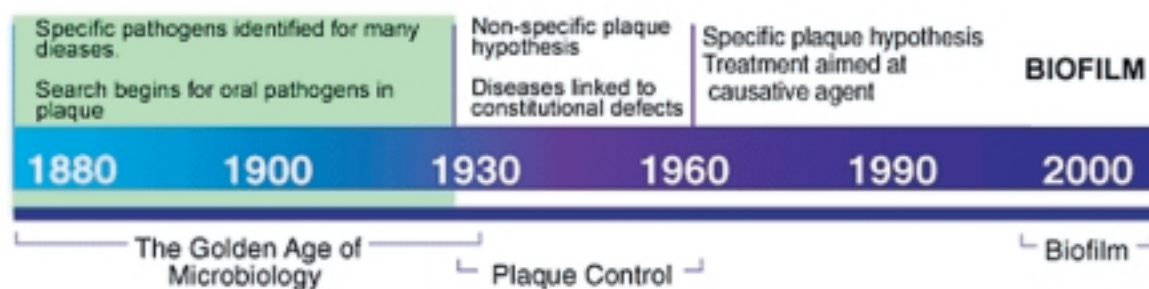 Specific pathogens identified for many
dieases.
Search begins for oral pathogens in
plaque
Non-specific plaque
hypothesis
Diseases linked to
constitutional defects
Specific plaque hypothesis
Treatment aimed at
causative agent
BIOFILM
1880 1900 1930 1960 1990 2000
The Golden Age of
Microbiology
Plaque Control
Biofilm